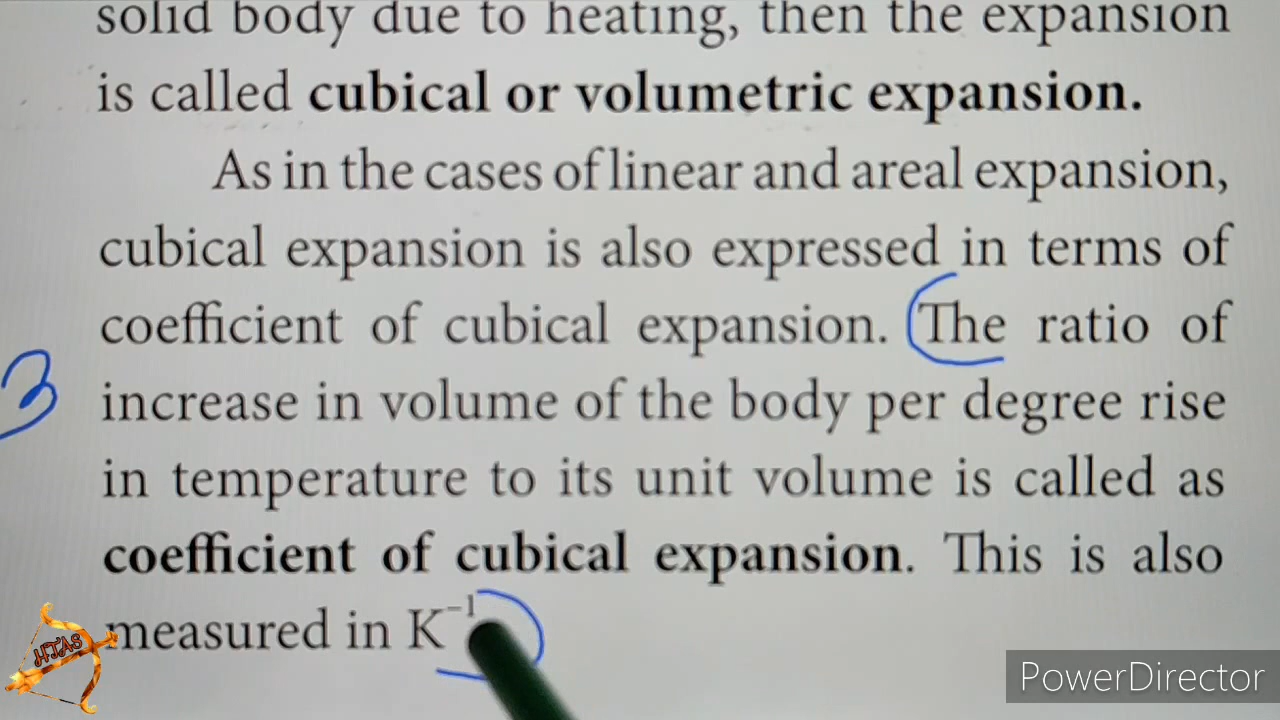 solid body due to heating, then the expansion
is called cubical or volumetric expansion.
As in the cases of linear and areal expansion,
cubical expansion is also expressed in terms of
coefficient of cubical expansion. The ratio of
increase in volume of the body per degree rise
in temperature to its unit volume is called as
coefficient of cubical expansion. This is also
measured in K⁻¹
3
HTAS
PowerDirector